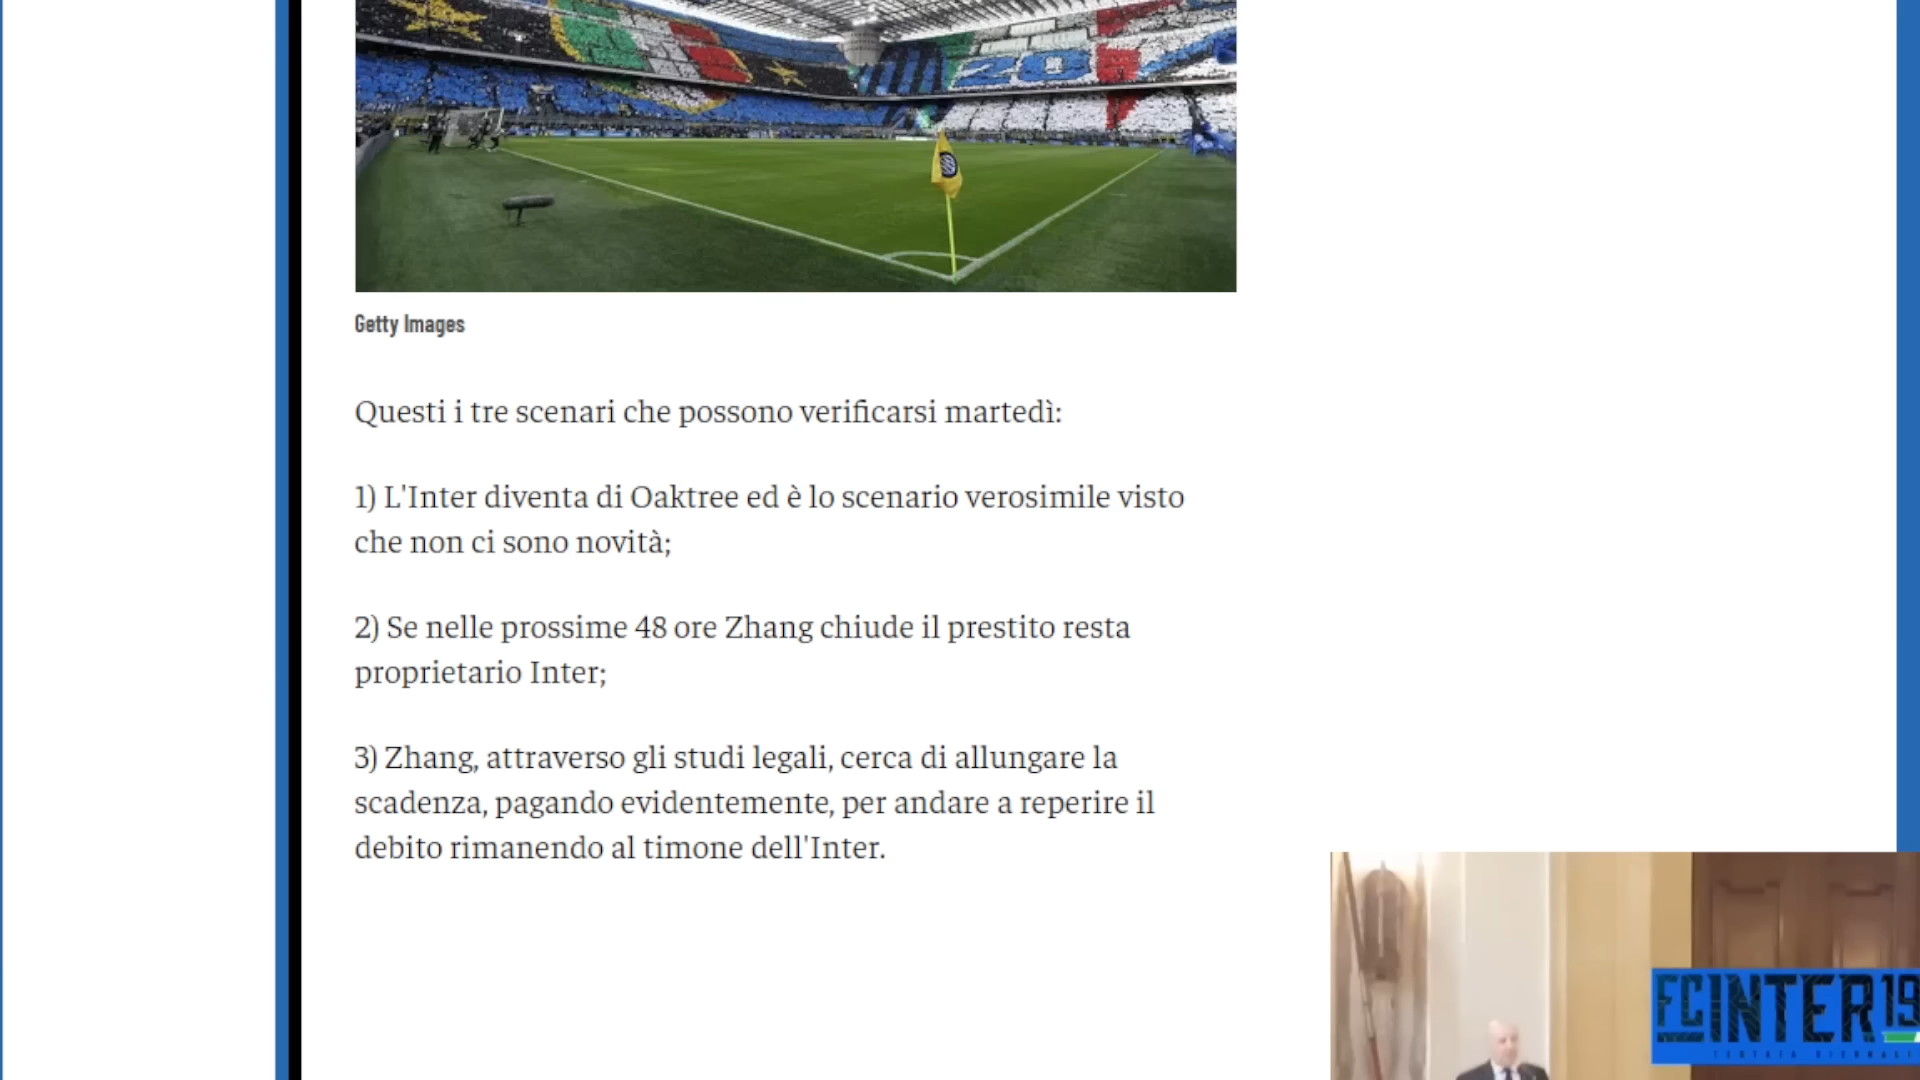 20
Getty Images
Questi i tre scenari che possono verificarsi martedì:
1) L'Inter diventa di Oaktree ed è lo scenario verosimile visto
che non ci sono novità;
2) Se nelle prossime 48 ore Zhang chiude il prestito resta
proprietario Inter;
3) Zhang, attraverso gli studi legali, cerca di allungare la
scadenza, pagando evidentemente, per andare a reperire il
debito rimanendo al timone dell'Inter.
FCINTER19